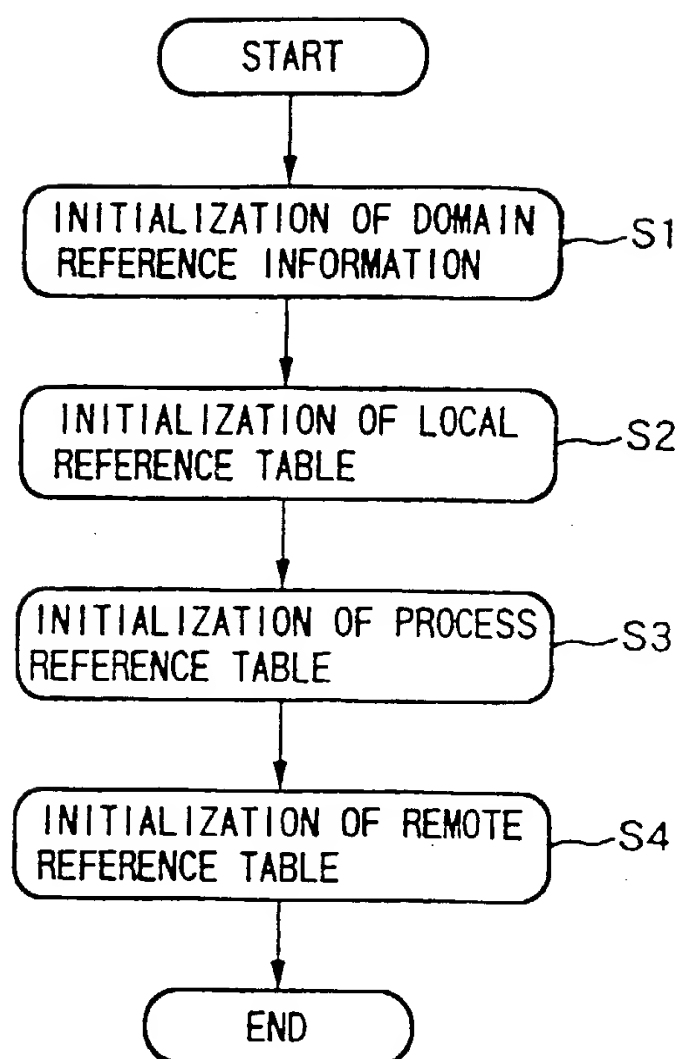 START
INITIALIZATION OF DOMAIN
REFERENCE INFORMATION
S1
INITIALIZATION OF LOCAL
REFERENCE TABLE
S2
INITIALIZATION OF PROCESS
REFERENCE TABLE
S3
INITIALIZATION OF REMOTE
REFERENCE TABLE
S4
END